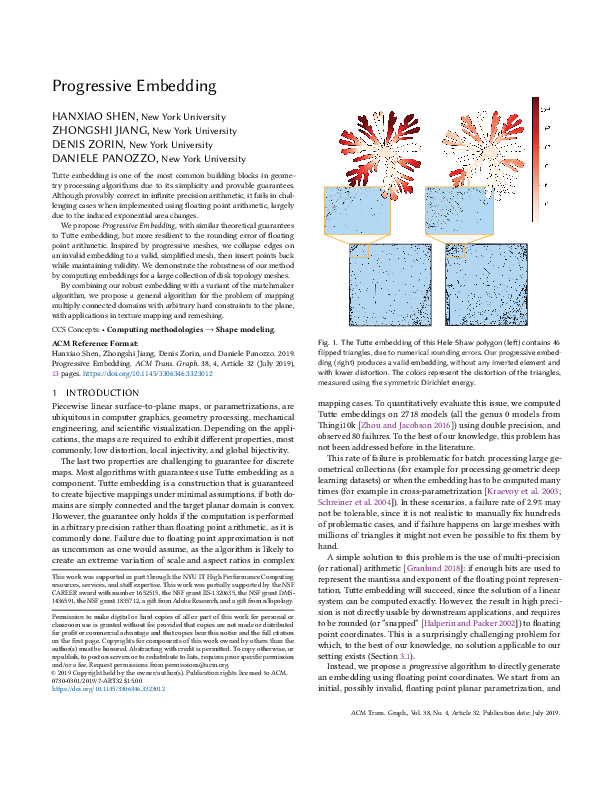 Progressive Embedding
HANXIAO SHEN, New York University
ZHONGSHI JIANG, New York University
DENIS ZORIN, New York University
DANIELE PANOZZO, New York University
Tutte embedding is one of the most common building blocks in geome-
try processing algorithms due to its simplicity and provable guarantees.
Although provably correct in infinite precision arithmetic, it fails in chal-
lenging cases when implemented using floating point arithmetic, largely
due to the induced exponential area changes.
We propose Progressive Embedding, with similar theoretical guarantees
to Tutte embedding, but more resilient to the rounding error of floating
point arithmetic. Inspired by progressive meshes, we collapse edges on
an invalid embedding to a valid, simplified mesh, then insert points back
while maintaining validity. We demonstrate the robustness of our method
by computing embeddings for a large collection of disk topology meshes.
By combining our robust embedding with a variant of the matchmaker
algorithm, we propose a general algorithm for the problem of mapping
multiply connected domains with arbitrary hard constraints to the plane,
with applications in texture mapping and remeshing.
CCS Concepts: • Computing methodologies → Shape modeling.
ACM Reference Format:
Hanxiao Shen, Zhongshi Jiang, Denis Zorin, and Daniele Panozzo. 2019.
Progressive Embedding. ACM Trans. Graph. 38, 4, Article 32 (July 2019),
13 pages. https://doi.org/10.1145/3306346.3323012
1 INTRODUCTION
Piecewise linear surface-to-plane maps, or parametrizations, are
ubiquitous in computer graphics, geometry processing, mechanical
engineering, and scientific visualization. Depending on the appli-
cations, the maps are required to exhibit different properties, most
commonly, low distortion, local injectivity, and global bijectivity.
The last two properties are challenging to guarantee for discrete
maps. Most algorithms with guarantees use Tutte embedding as a
component. Tutte embedding is a construction that is guaranteed
to create bijective mappings under minimal assumptions, if both do-
mains are simply connected and the target planar domain is convex.
However, the guarantee only holds if the computation is performed
in arbitrary precision rather than floating point arithmetic, as it is
commonly done. Failure due to floating point approximation is not
as uncommon as one would assume, as the algorithm is likely to
create an extreme variation of scale and aspect ratios in complex
This work was supported in part through the NYU IT High Performance Computing
resources, services, and staff expertise. This work was partially supported by the NSF
CAREER award with number 1652515, the NSF grant IIS-1320635, the NSF grant DMS-
1436591, the NSF grant 1835712, a gift from Adobe Research, and a gift from nTopology.
Permission to make digital or hard copies of all or part of this work for personal or
classroom use is granted without fee provided that copies are not made or distributed
for profit or commercial advantage and that copies bear this notice and the full citation
on the first page. Copyrights for components of this work owned by others than the
author(s) must be honored. Abstracting with credit is permitted. To copy otherwise, or
republish, to post on servers or to redistribute to lists, requires prior specific permission
and/or a fee. Request permissions from permissions@acm.org.
© 2019 Copyright held by the owner/author(s). Publication rights licensed to ACM.
0730-0301/2019/7-ART32 $15.00
https://doi.org/10.1145/3306346.3323012
Fig. 1. The Tutte embedding of this Hele-Shaw polygon (left) contains 46
flipped triangles, due to numerical rounding errors. Our progressive embed-
ding (right) produces a valid embedding, without any inverted element and
with lower distortion. The colors represent the distortion of the triangles,
measured using the symmetric Dirichlet energy.
mapping cases. To quantitatively evaluate this issue, we computed
Tutte embeddings on 2718 models (all the genus 0 models from
Thingi10k [Zhou and Jacobson 2016]) using double precision, and
observed 80 failures. To the best of our knowledge, this problem has
not been addressed before in the literature.
This rate of failure is problematic for batch processing large ge-
ometrical collections (for example for processing geometric deep
learning datasets) or when the embedding has to be computed many
times (for example in cross-parametrization [Kraevoy et al. 2003;
Schreiner et al. 2004]). In these scenarios, a failure rate of 2.9% may
not be tolerable, since it is not realistic to manually fix hundreds
of problematic cases, and if failure happens on large meshes with
millions of triangles it might not even be possible to fix them by
hand.
A simple solution to this problem is the use of multi-precision
(or rational) arithmetic [Granlund 2018]: if enough bits are used to
represent the mantissa and exponent of the floating point represen-
tation, Tutte embedding will succeed, since the solution of a linear
system can be computed exactly. However, the result in high preci-
sion is not directly usable by downstream applications, and requires
to be rounded (or "snapped" [Halperin and Packer 2002]) to floating
point coordinates. This is a surprisingly challenging problem for
which, to the best of our knowledge, no solution applicable to our
setting exists (Section 3.1).
Instead, we propose a progressive algorithm to directly generate
an embedding using floating point coordinates. We start from an
initial, possibly invalid, floating point planar parametrization, and
ACM Trans. Graph., Vol. 38, No. 4, Article 32. Publication date: July 2019.